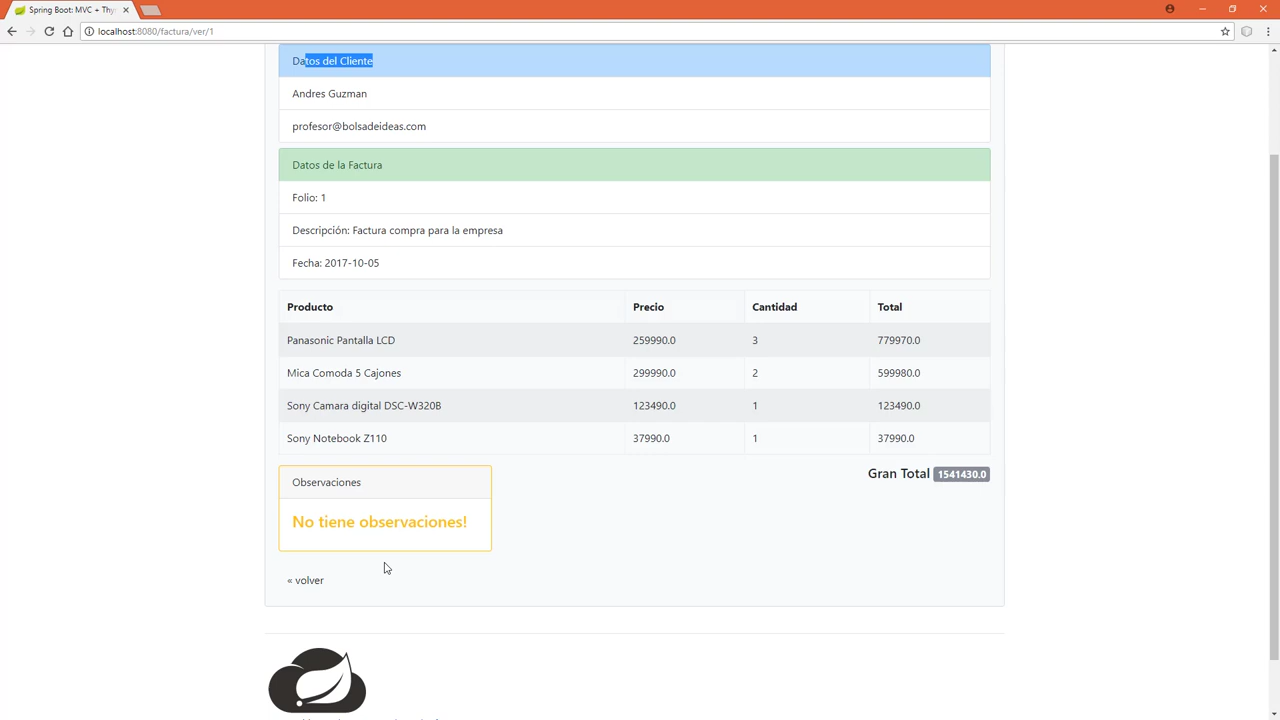 Spring Boot: MVC + Thy
localhost:8080/factura/ver/1
Datos del Cliente
Andres Guzman
profesor@bolsadeideas.com
Datos de la Factura
Folio: 1
Descripción: Factura compra para la empresa
Fecha: 2017-10-05
Producto Precio Cantidad Total
Panasonic Pantalla LCD 259990.0 3 779970.0
Mica Comoda 5 Cajones 299990.0 2 599980.0
Sony Camara digital DSC-W320B 123490.0 1 123490.0
Sony Notebook Z110 37990.0 1 37990.0
Observaciones
Gran Total 1541430.0
No tiene observaciones!
« volver